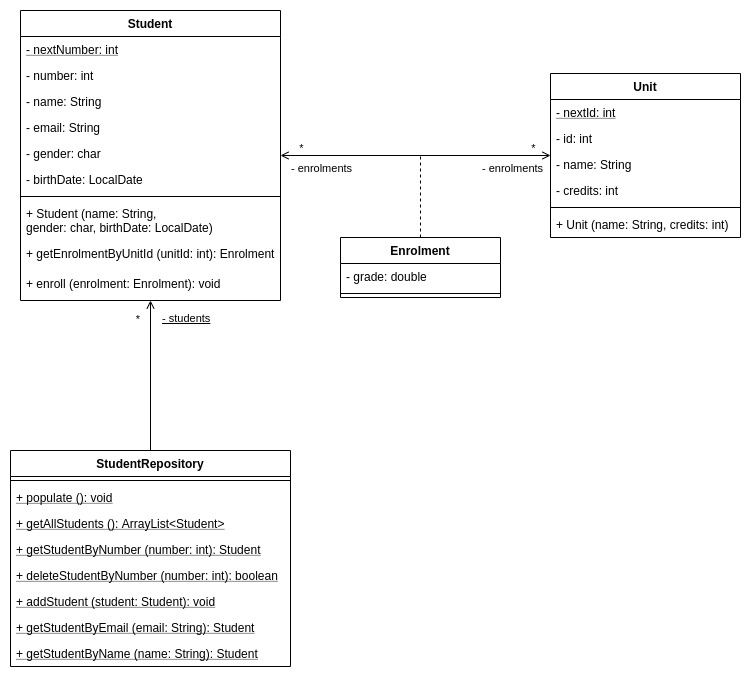 Student
- nextNumber: int
- number: int
- name: String
- email: String
- gender: char
- birthDate: LocalDate
+ Student (name: String,
gender: char, birthDate: LocalDate)
+ getEnrolmentByUnitId (unitId: int): Enrolment
+ enroll (enrolment: Enrolment): void
*
- enrolments
*
- enrolments
Unit
- nextId: int
- id: int
- name: String
- credits: int
+ Unit (name: String, credits: int)
Enrolment
- grade: double
*
- students
StudentRepository
+ populate (): void
+ getAllStudents (): ArrayList<Student>
+ getStudentByNumber (number: int): Student
+ deleteStudentByNumber (number: int): boolean
+ addStudent (student: Student): void
+ getStudentByEmail (email: String): Student
+ getStudentByName (name: String): Student